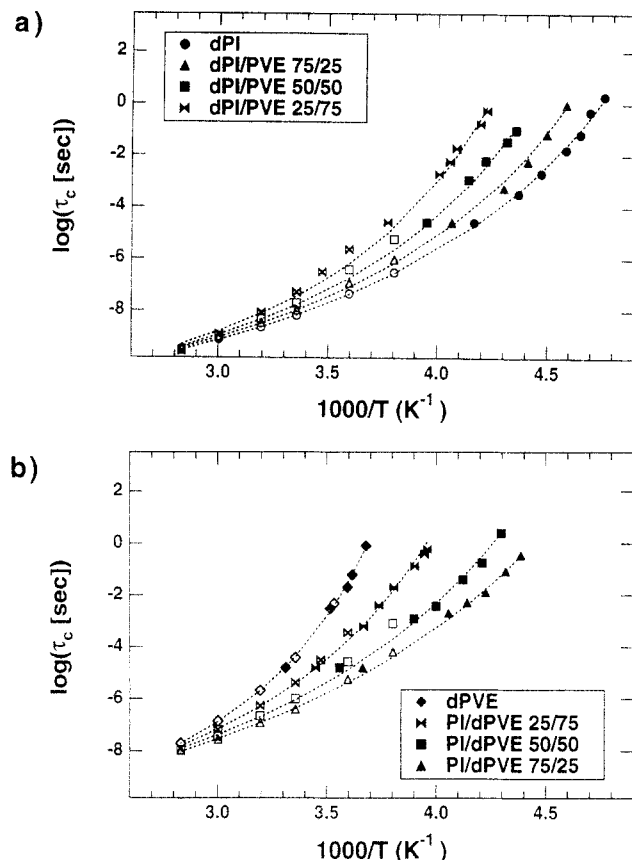 a)
2
0
-2
-4
-6
-8
log(τc [sec])
dPI
dPI/PVE 75/25
dPI/PVE 50/50
dPI/PVE 25/75
3.0
3.5
4.0
4.5
1000/T (K⁻¹)
b)
2
0
-2
-4
-6
-8
log(τc [sec])
dPVE
PI/dPVE 25/75
PI/dPVE 50/50
PI/dPVE 75/25
3.0
3.5
4.0
4.5
1000/T (K⁻¹)